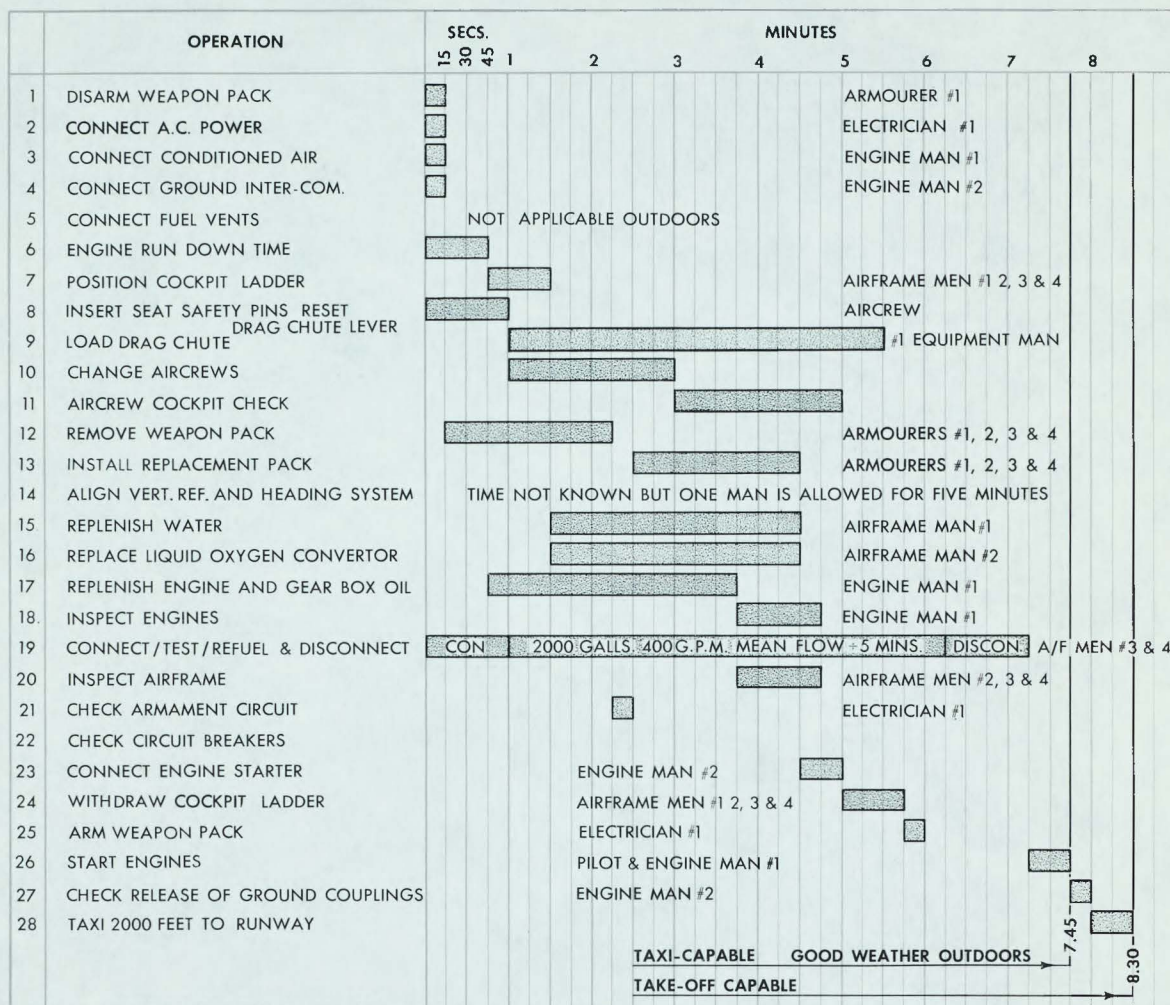 OPERATION SECS. MINUTES
15 30 45 1 2 3 4 5 6 7 8
1 DISARM WEAPON PACK ARMOURER #1
2 CONNECT A.C. POWER ELECTRICIAN #1
3 CONNECT CONDITIONED AIR ENGINE MAN #1
4 CONNECT GROUND INTER-COM. ENGINE MAN #2
5 CONNECT FUEL VENTS NOT APPLICABLE OUTDOORS
6 ENGINE RUN DOWN TIME
7 POSITION COCKPIT LADDER AIRFRAME MEN #1 2, 3 & 4
8 INSERT SEAT SAFETY PINS RESET AIRCREW
DRAG CHUTE LEVER
9 LOAD DRAG CHUTE #1 EQUIPMENT MAN
10 CHANGE AIRCREWS
11 AIRCREW COCKPIT CHECK
12 REMOVE WEAPON PACK ARMOURERS #1, 2, 3 & 4
13 INSTALL REPLACEMENT PACK ARMOURERS #1, 2, 3 & 4
14 ALIGN VERT. REF. AND HEADING SYSTEM TIME NOT KNOWN BUT ONE MAN IS ALLOWED FOR FIVE MINUTES
15 REPLENISH WATER AIRFRAME MAN #1
16 REPLACE LIQUID OXYGEN CONVERTOR AIRFRAME MAN #2
17 REPLENISH ENGINE AND GEAR BOX OIL ENGINE MAN #1
18. INSPECT ENGINES ENGINE MAN #1
19 CONNECT/TEST/REFUEL & DISCONNECT CON 2000 GALLS. 400 G.P.M. MEAN FLOW ÷5 MINS. DISCON. A/F MEN #3 & 4
20 INSPECT AIRFRAME AIRFRAME MEN #2, 3 & 4
21 CHECK ARMAMENT CIRCUIT ELECTRICIAN #1
22 CHECK CIRCUIT BREAKERS
23 CONNECT ENGINE STARTER ENGINE MAN #2
24 WITHDRAW COCKPIT LADDER AIRFRAME MEN #1 2, 3 & 4
25 ARM WEAPON PACK ELECTRICIAN #1
26 START ENGINES PILOT & ENGINE MAN #1
27 CHECK RELEASE OF GROUND COUPLINGS ENGINE MAN #2
28 TAXI 2000 FEET TO RUNWAY
7.45
8.30
TAXI-CAPABLE GOOD WEATHER OUTDOORS
TAKE-OFF CAPABLE